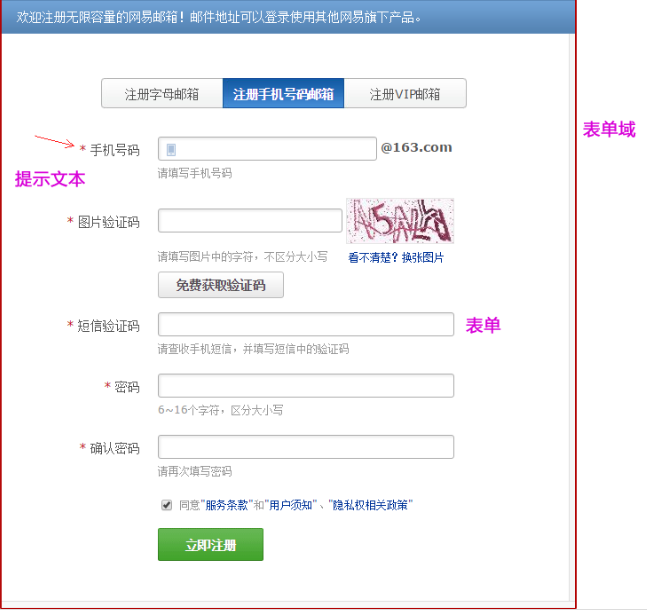 欢迎注册无限容量的网易邮箱！邮件地址可以登录使用其他网易旗下产品。
注册字母邮箱 注册手机号码邮箱 注册VIP邮箱
表单域
* 手机号码 @163.com
请填写手机号码
提示文本
* 图片验证码
请填写图片中的字符，不区分大小写 看不清楚？换张图片
免费获取验证码
* 短信验证码 表单
请查收手机短信，并填写短信中的验证码
* 密码
6~16个字符，区分大小写
* 确认密码
请再次填写密码
同意"服务条款"和"用户须知"、"隐私权相关政策"
立即注册